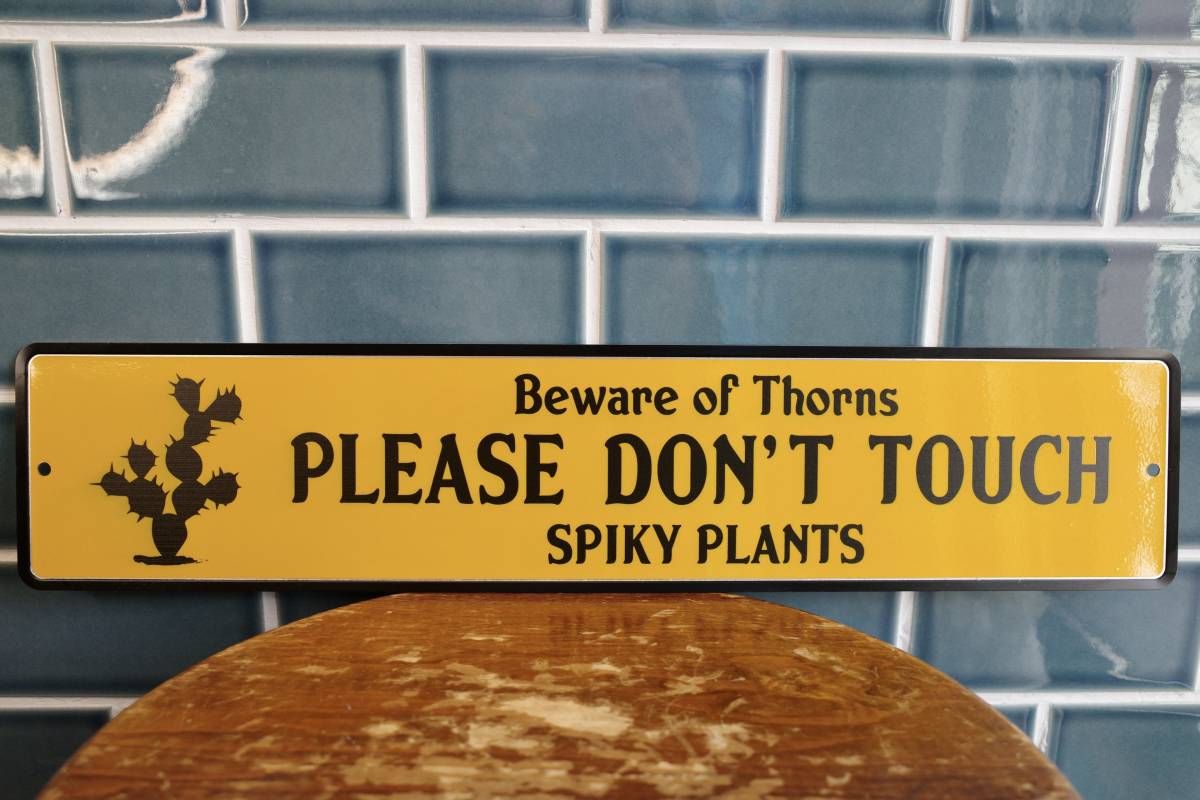 Beware of Thorns
PLEASE DON'T TOUCH
SPIKY PLANTS